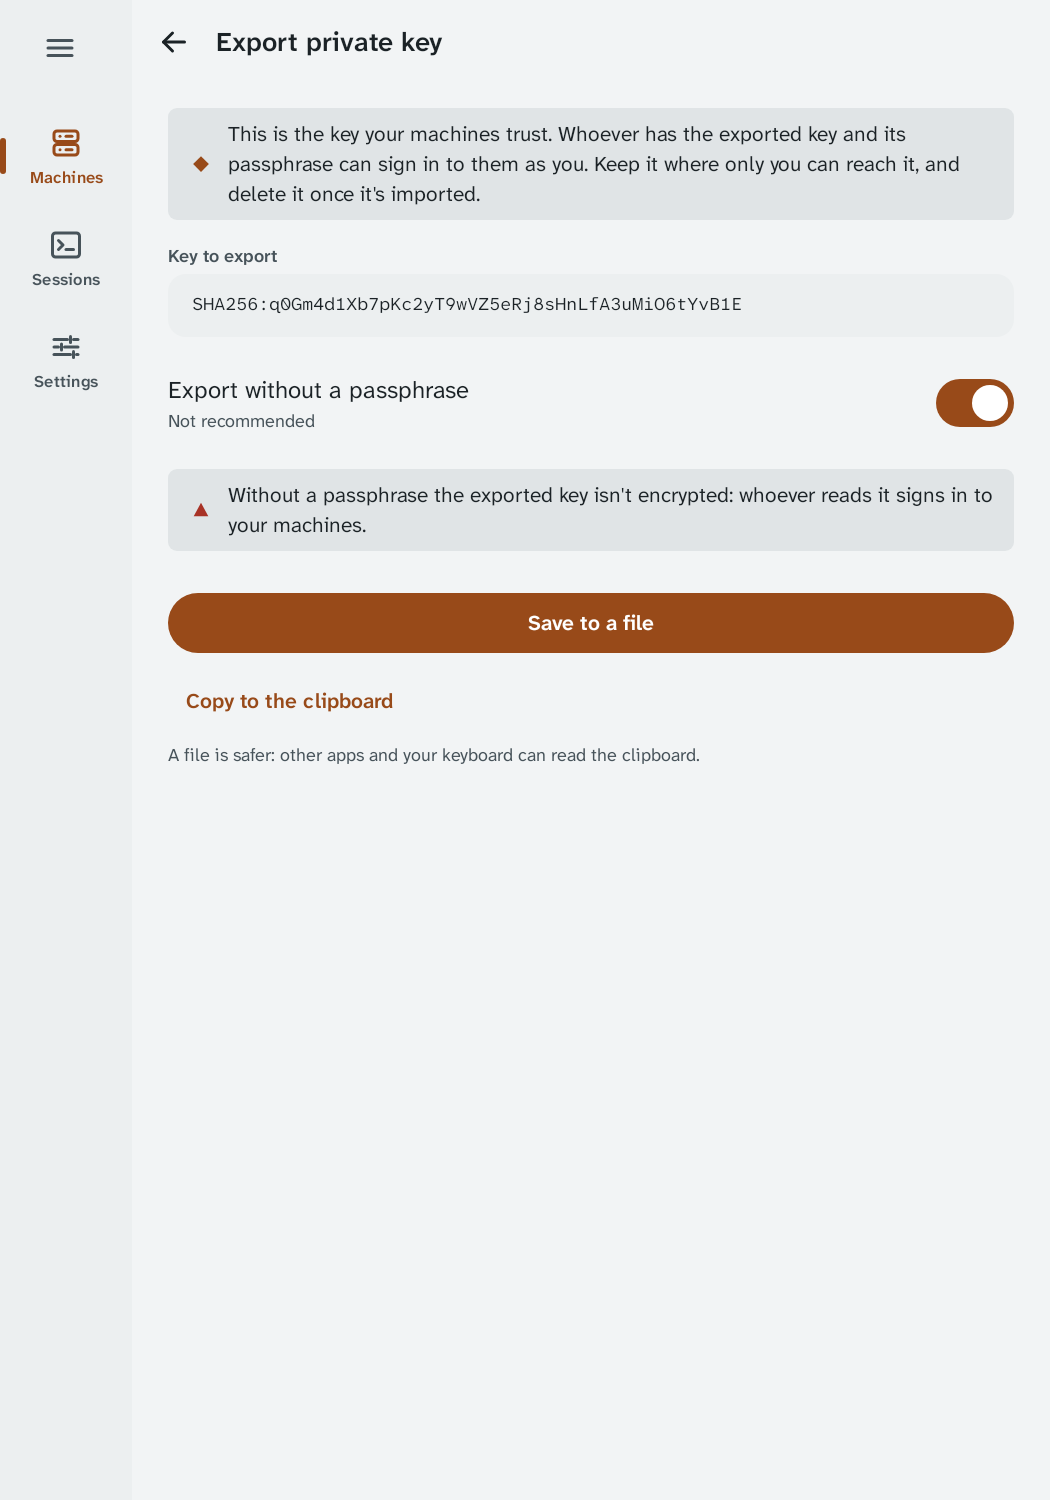 Export private key
This is the key your machines trust. Whoever has the exported key and its
passphrase can sign in to them as you. Keep it where only you can reach it, and
delete it once it's imported.
Machines
Key to export
Sessions
SHA256:q0Gm4d1Xb7pKc2yT9wVZ5eRj8sHnLfA3uMiO6tYvB1E
Settings
Export without a passphrase
Not recommended
Without a passphrase the exported key isn't encrypted: whoever reads it signs in to
your machines.
Save to a file
Copy to the clipboard
A file is safer: other apps and your keyboard can read the clipboard.